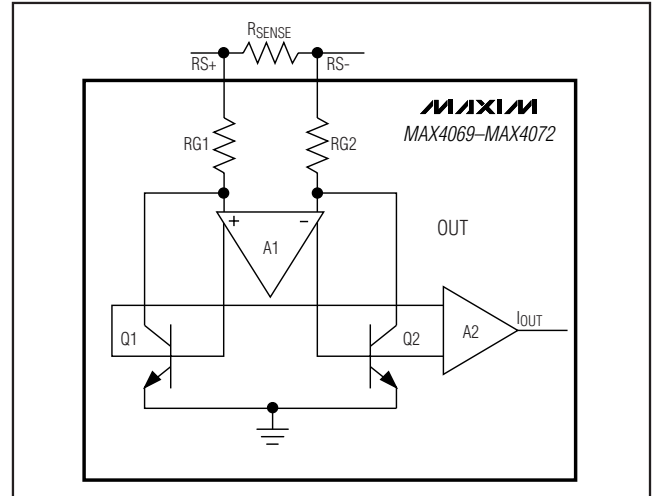 RSENSE
RS+ RS-
MAXIM
MAX4069–MAX4072
RG1 RG2
+ –
A1
OUT
Q1 Q2 A2 IOUT